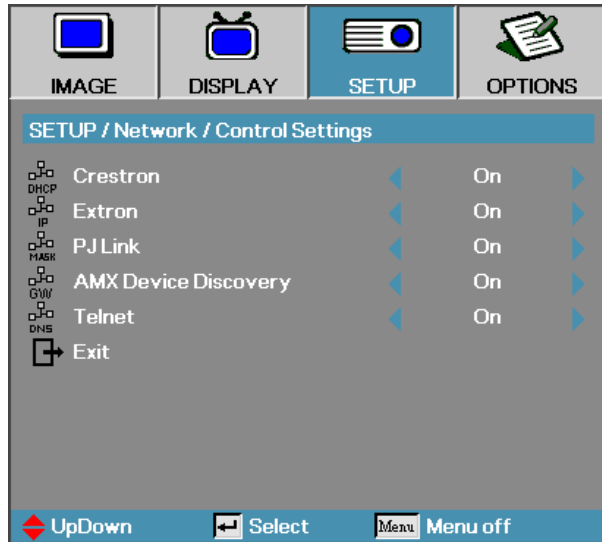 IMAGE DISPLAY SETUP OPTIONS
SETUP / Network / Control Settings
DHCP Crestron On
IP Extron On
MASK PJ Link On
GW AMX Device Discovery On
DNS Telnet On
Exit
UpDown Select Menu Menu off